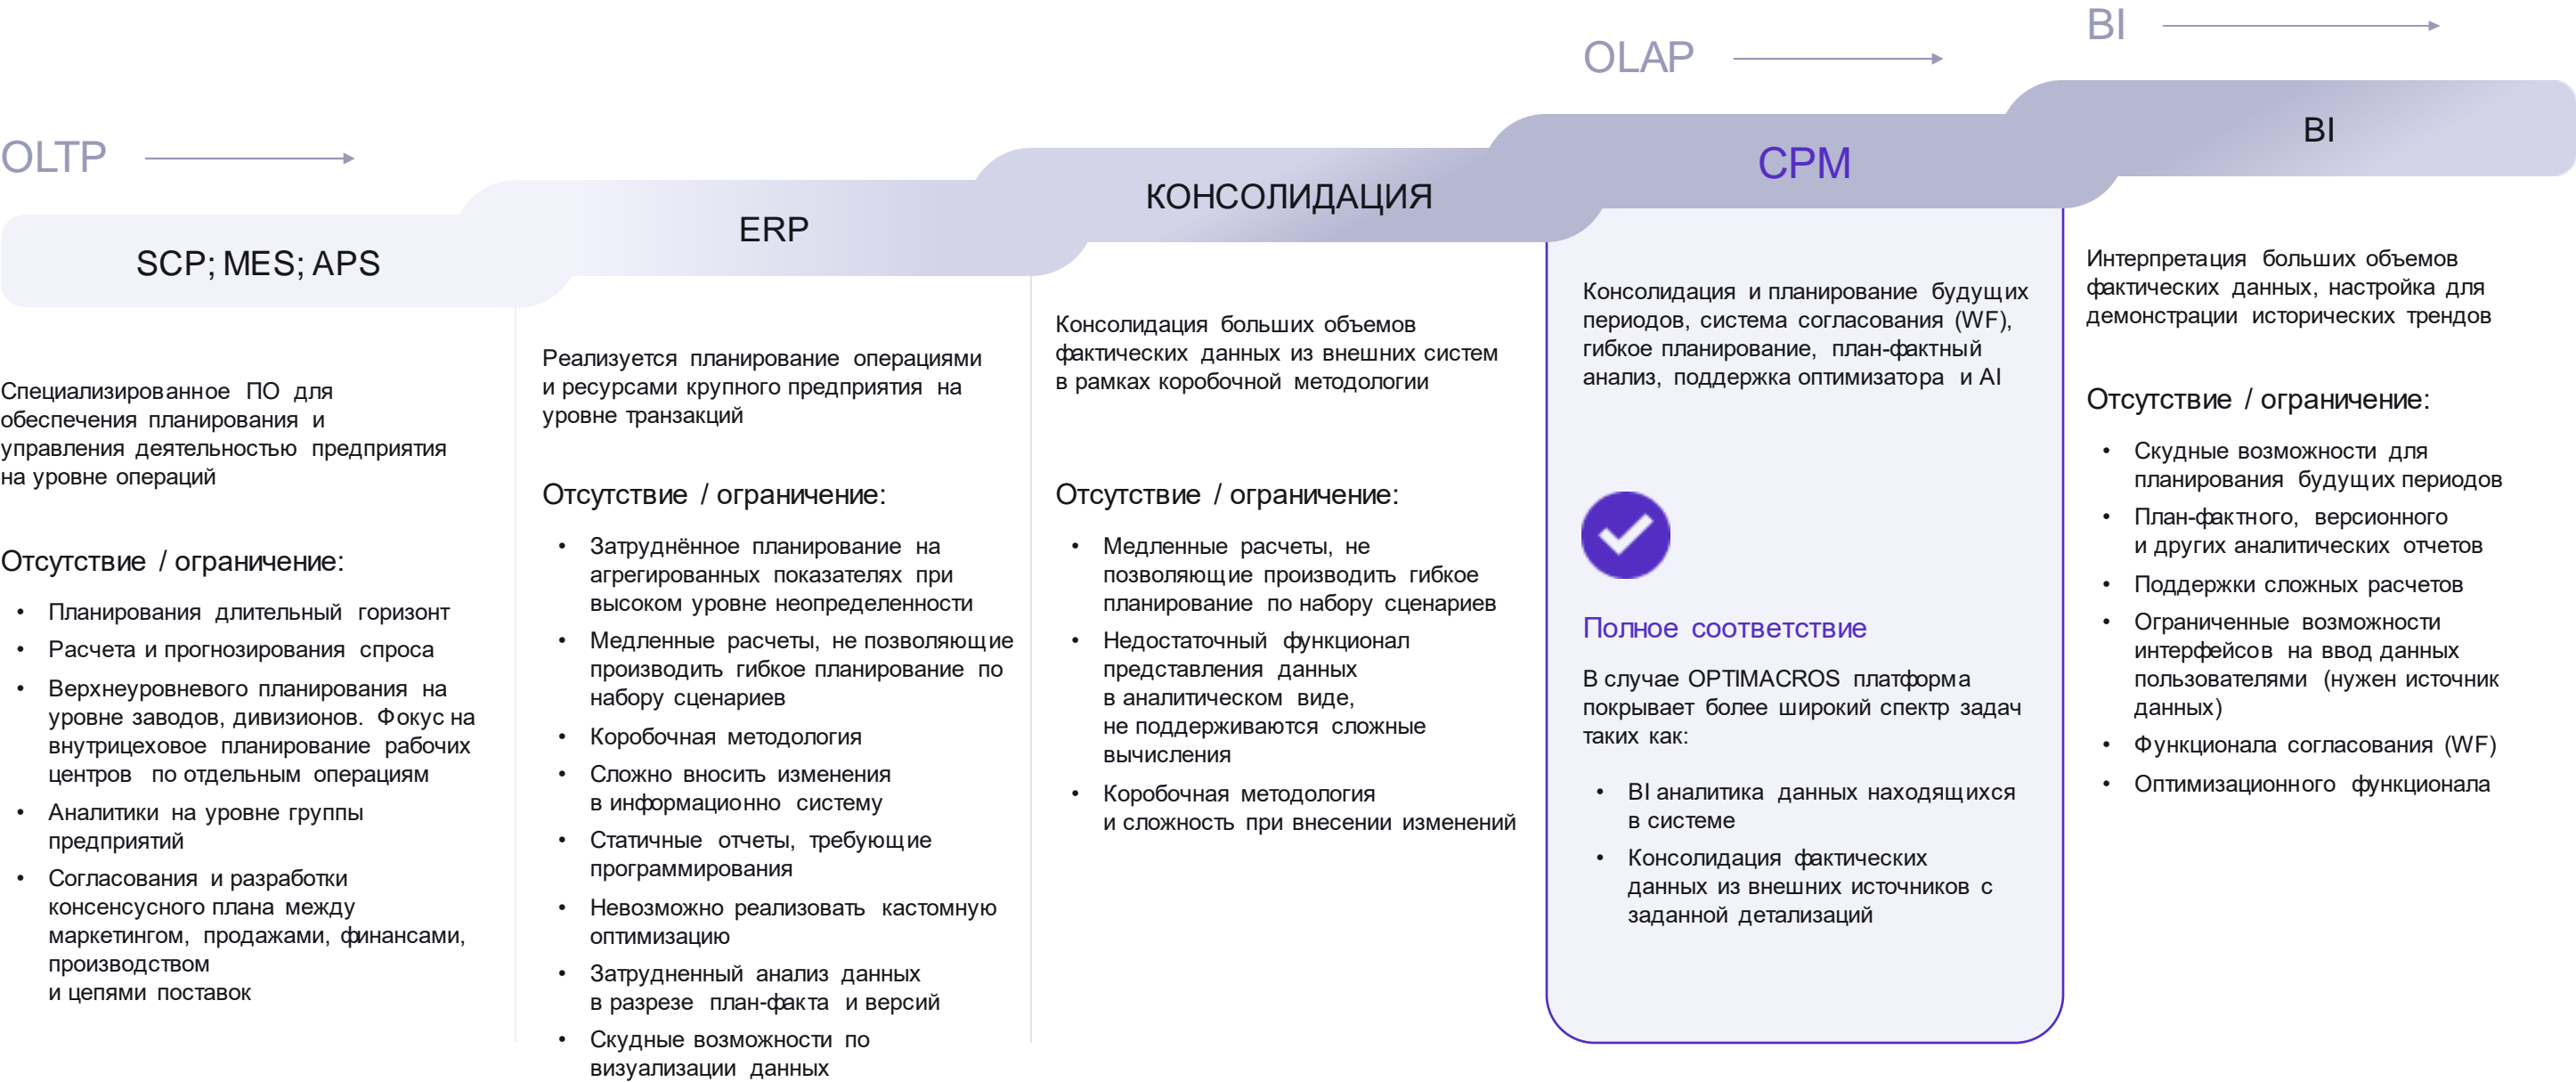 OLTP
SCP; MES; APS
Специализированное ПО для
обеспечения планирования и
управления деятельностью предприятия
на уровне операций
Отсутствие / ограничение:
• Планирования длительный горизонт
• Расчета и прогнозирования спроса
• Верхнеуровневого планирования на
уровне заводов, дивизионов. Фокус на
внутрицеховое планирование рабочих
центров по отдельным операциям
• Аналитики на уровне группы
предприятий
• Согласования и разработки
консенсусного плана между
маркетингом, продажами, финансами,
производством
и цепями поставок
ERP
Реализуется планирование операциями
и ресурсами крупного предприятия на
уровне транзакций
Отсутствие / ограничение:
• Затруднённое планирование на
агрегированных показателях при
высоком уровне неопределенности
• Медленные расчеты, не позволяющие
производить гибкое планирование по
набору сценариев
• Коробочная методология
• Сложно вносить изменения
в информационно систему
• Статичные отчеты, требующие
программирования
• Невозможно реализовать кастомную
оптимизацию
• Затрудненный анализ данных
в разрезе план-факта и версий
• Скудные возможности по
визуализации данных
КОНСОЛИДАЦИЯ
Консолидация больших объемов
фактических данных из внешних систем
в рамках коробочной методологии
Отсутствие / ограничение:
• Медленные расчеты, не
позволяющие производить гибкое
планирование по набору сценариев
• Недостаточный функционал
представления данных
в аналитическом виде,
не поддерживаются сложные
вычисления
• Коробочная методология
и сложность при внесении изменений
OLAP
CPM
Консолидация и планирование будущих
периодов, система согласования (WF),
гибкое планирование, план-фактный
анализ, поддержка оптимизатора и AI
Полное соответствие
В случае OPTIMACROS платформа
покрывает более широкий спектр задач
таких как:
• BI аналитика данных находящихся
в системе
• Консолидация фактических
данных из внешних источников с
заданной детализаций
BI
BI
Интерпретация больших объемов
фактических данных, настройка для
демонстрации исторических трендов
Отсутствие / ограничение:
• Скудные возможности для
планирования будущих периодов
• План-фактного, версионного
и других аналитических отчетов
• Поддержки сложных расчетов
• Ограниченные возможности
интерфейсов на ввод данных
пользователями (нужен источник
данных)
• Функционала согласования (WF)
• Оптимизационного функционала